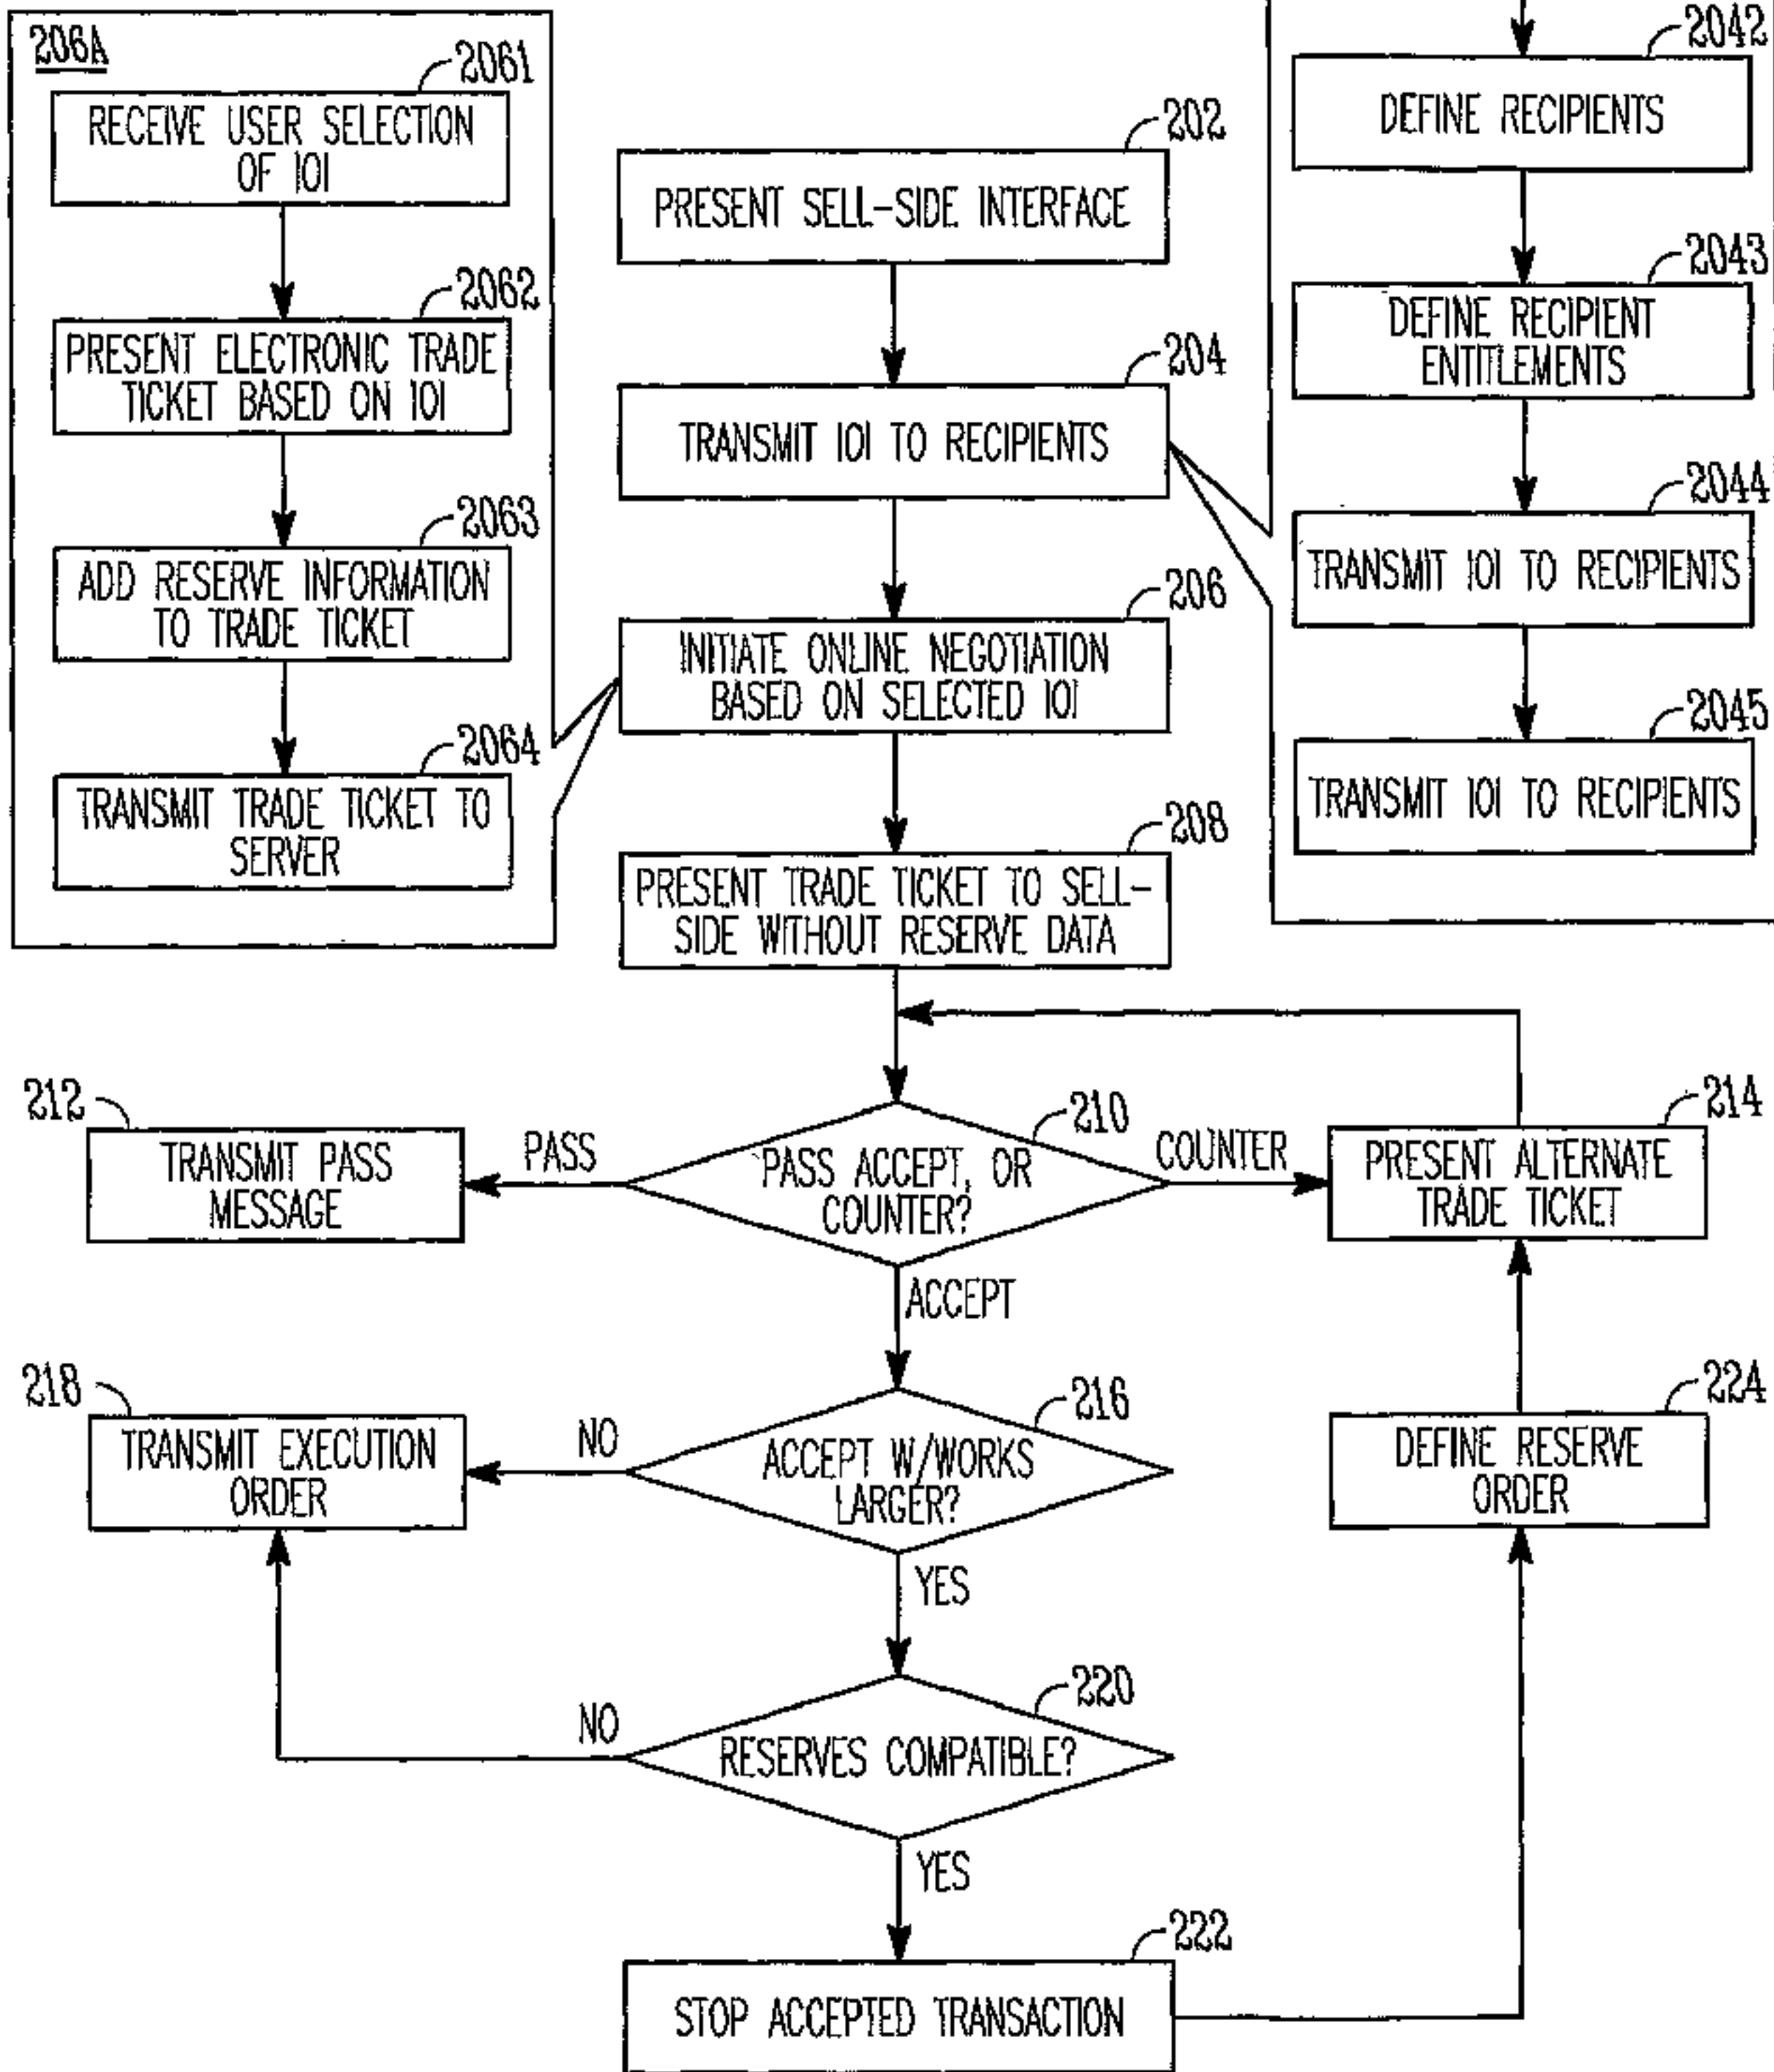 206A
2061
RECEIVE USER SELECTION
OF IOI
2062
PRESENT ELECTRONIC TRADE
TICKET BASED ON IOI
2063
ADD RESERVE INFORMATION
TO TRADE TICKET
2064
TRANSMIT TRADE TICKET TO
SERVER
202
PRESENT SELL-SIDE INTERFACE
204
TRANSMIT IOI TO RECIPIENTS
206
INITIATE ONLINE NEGOTIATION
BASED ON SELECTED IOI
208
PRESENT TRADE TICKET TO SELL-
SIDE WITHOUT RESERVE DATA
2042
DEFINE RECIPIENTS
2043
DEFINE RECIPIENT
ENTITLEMENTS
2044
TRANSMIT IOI TO RECIPIENTS
2045
TRANSMIT IOI TO RECIPIENTS
212
TRANSMIT PASS
MESSAGE
PASS
210
PASS ACCEPT, OR
COUNTER?
COUNTER
214
PRESENT ALTERNATE
TRADE TICKET
ACCEPT
218
TRANSMIT EXECUTION
ORDER
NO
216
ACCEPT W/WORKS
LARGER?
224
DEFINE RESERVE
ORDER
YES
NO
220
RESERVES COMPATIBLE?
YES
222
STOP ACCEPTED TRANSACTION